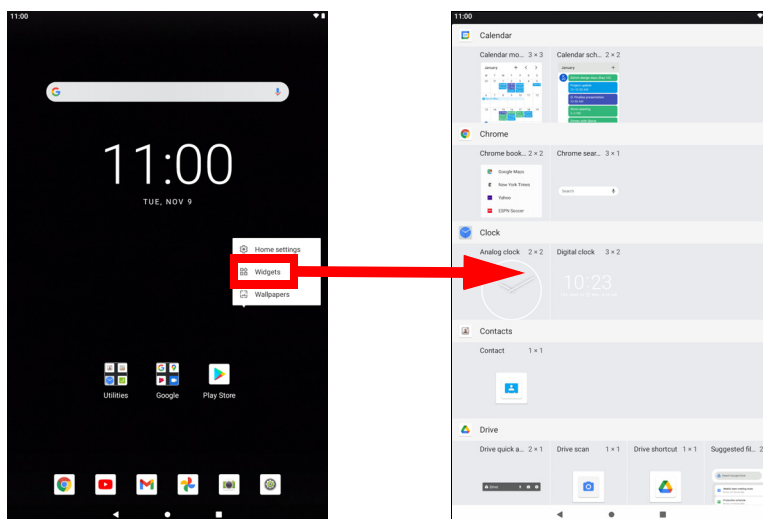 11:00
11:00
TUE, NOV 9
Home settings
Widgets
Wallpapers
Utilities
Google
Play Store
11:00
Calendar
Calendar mo... 3 × 3
Calendar sch... 2 × 2
January
January
Chrome
Chrome book... 2 × 2
Chrome sear... 3 × 1
Google Maps
New York Times
Yahoo
ESPN Soccer
Search
Clock
Analog clock 2 × 2
Digital clock 3 × 2
10:23
Contacts
Contact 1 × 1
Drive
Drive quick a... 2 × 1
Drive scan 1 × 1
Drive shortcut 1 × 1
Suggested fil... 2
Drive